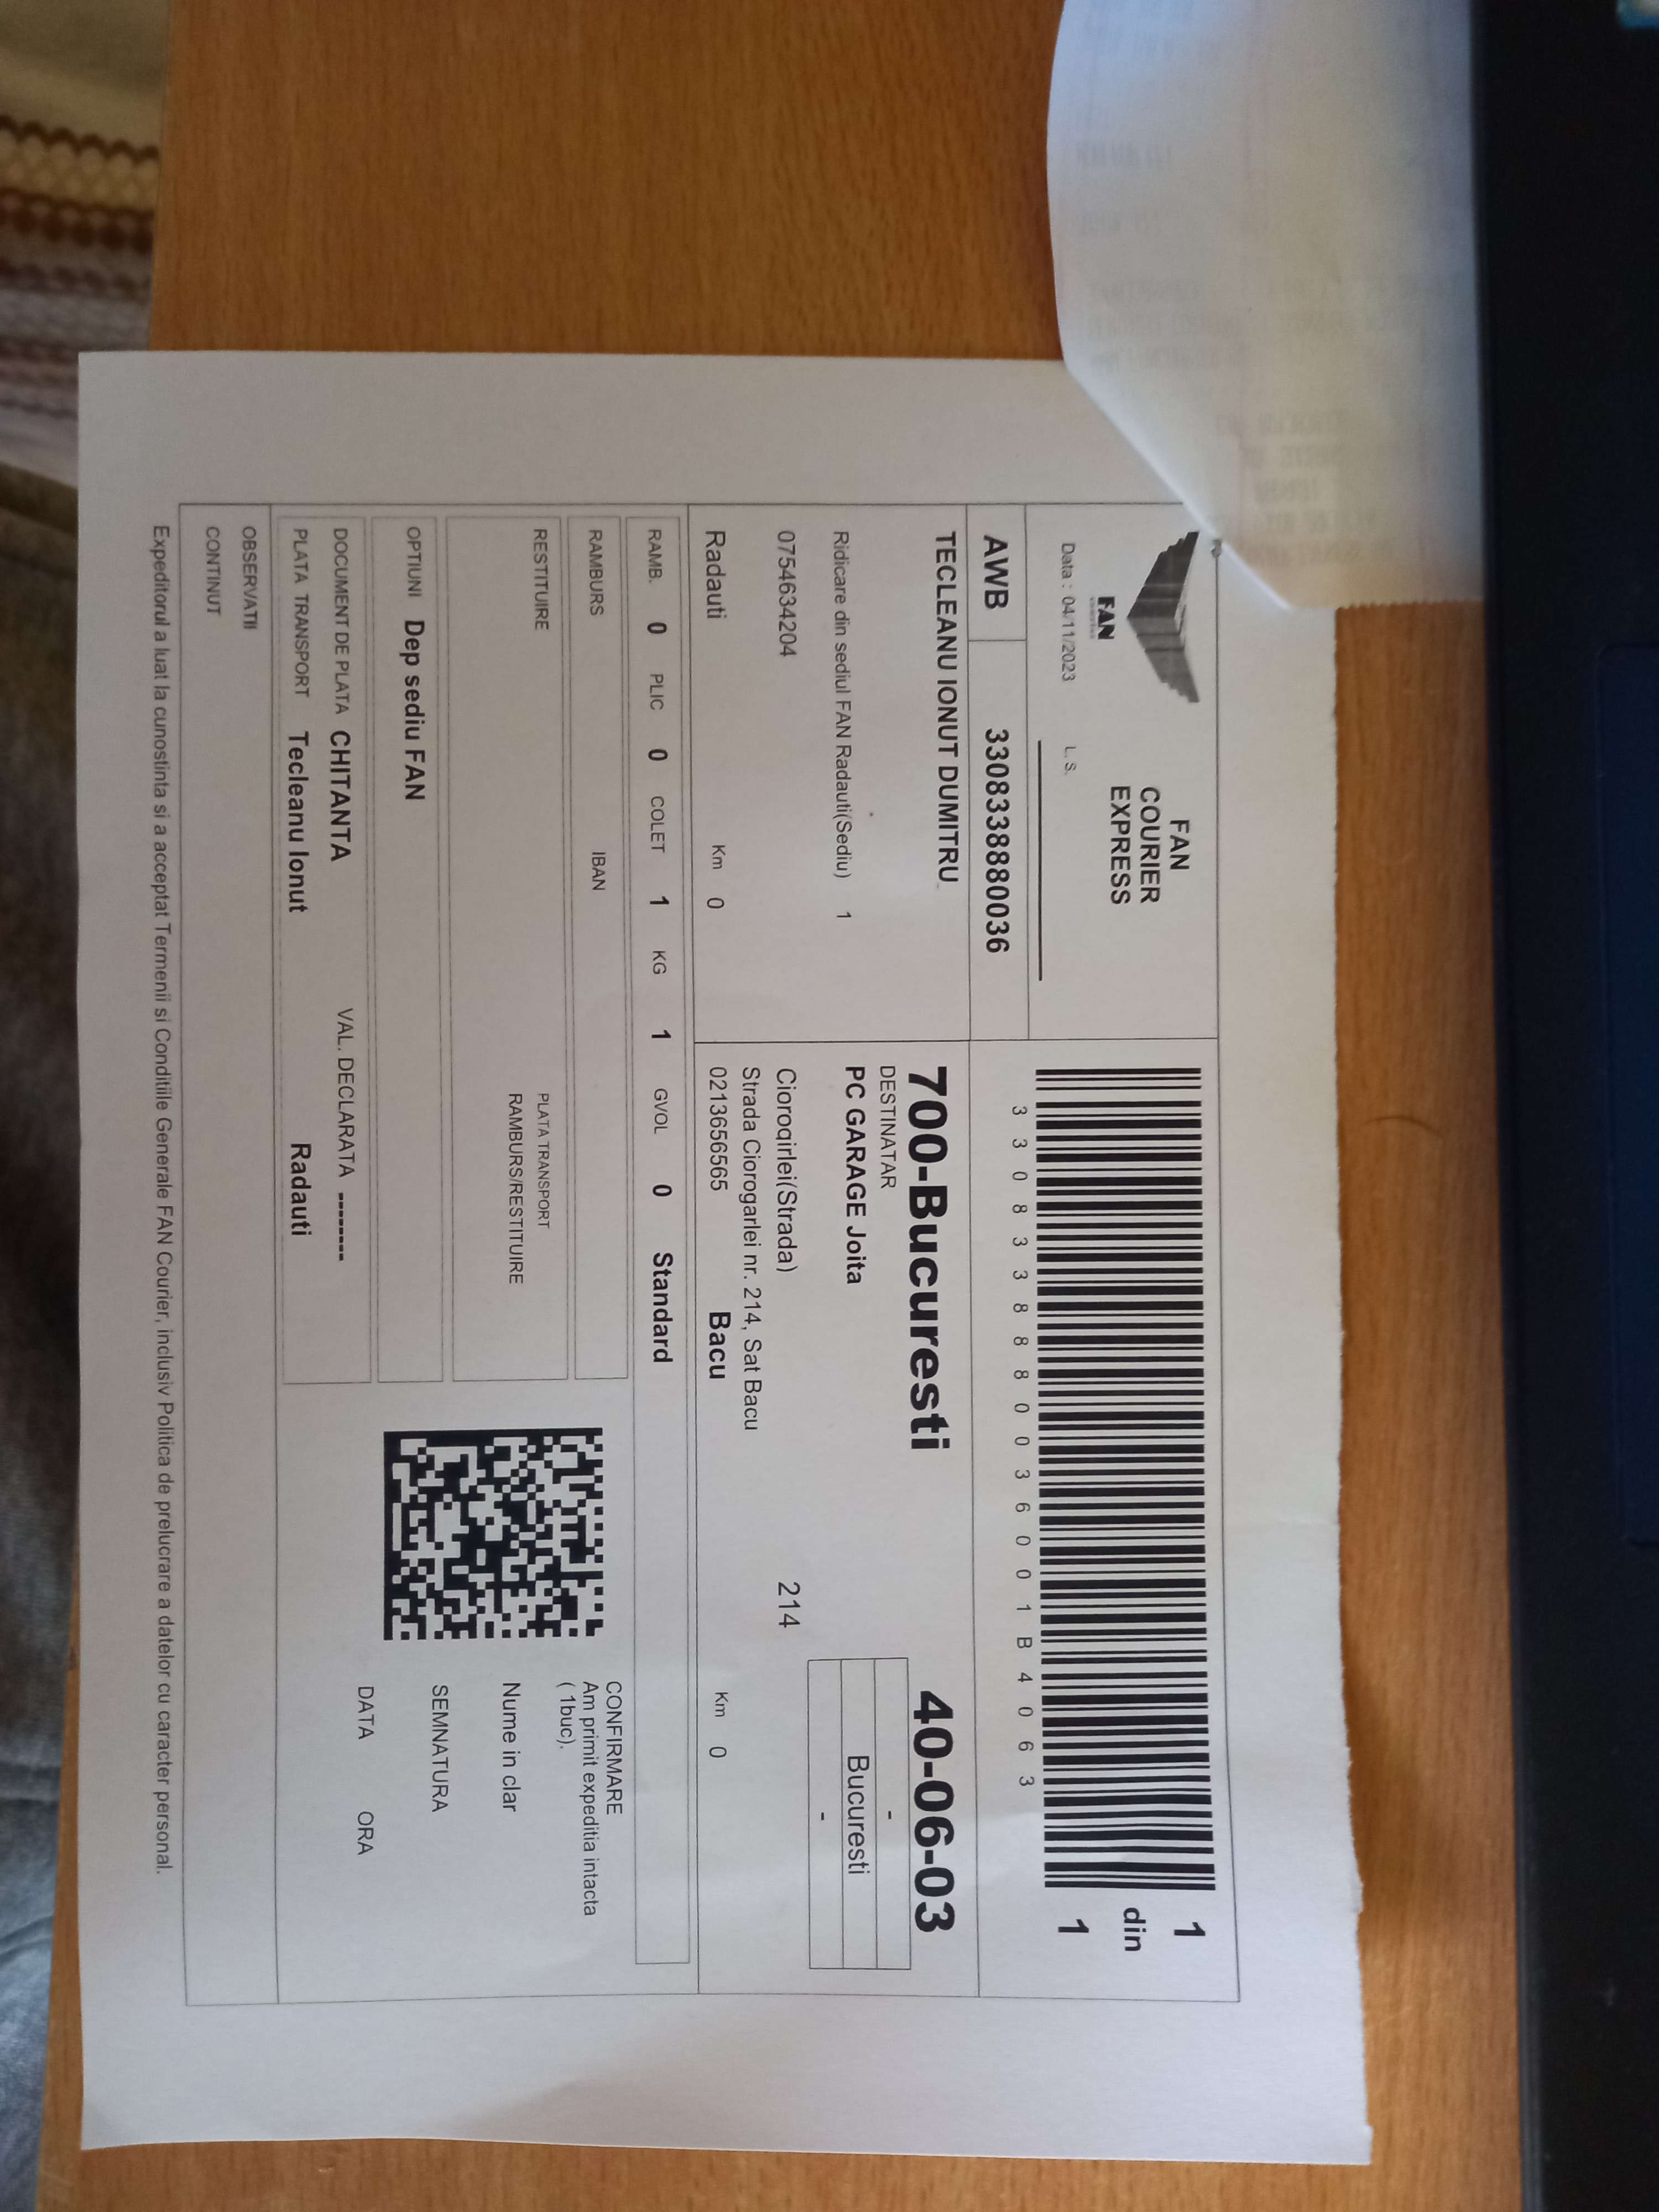 FAN
COURIER
EXPRESS
FAN
Data : 04/11/2023 L. S.
1
din
1
3 3 0 8 3 3 8 8 8 0 0 3 6 0 0 1 B 4 0 6 3
AWB 3308338880036
TECLEANU IONUT DUMITRU
Ridicare din sediul FAN Radauti(Sediu) 1
0754634204
Radauti Km 0
700-Bucuresti 40-06-03
DESTINATAR -
PC GARAGE Joita Bucuresti
-
Ciorogirlei(Strada) 214
Strada Ciorogarlei nr. 214, Sat Bacu
0213656565 Bacu Km 0
RAMB. 0 PLIC 0 COLET 1 KG 1 GVOL 0 Standard
RAMBURS IBAN
RESTITUIRE PLATA TRANSPORT
RAMBURS/RESTITUIRE
OPTIUNI Dep sediu FAN
DOCUMENT DE PLATA CHITANTA VAL. DECLARATA --------
PLATA TRANSPORT Tecleanu Ionut Radauti
CONFIRMARE
Am primit expeditia intacta
( 1buc).
Nume in clar
SEMNATURA
DATA ORA
OBSERVATII
CONTINUT
Expeditorul a luat la cunostinta si a acceptat Termenii si Conditiile Generale FAN Courier, inclusiv Politica de prelucrare a datelor cu caracter personal.